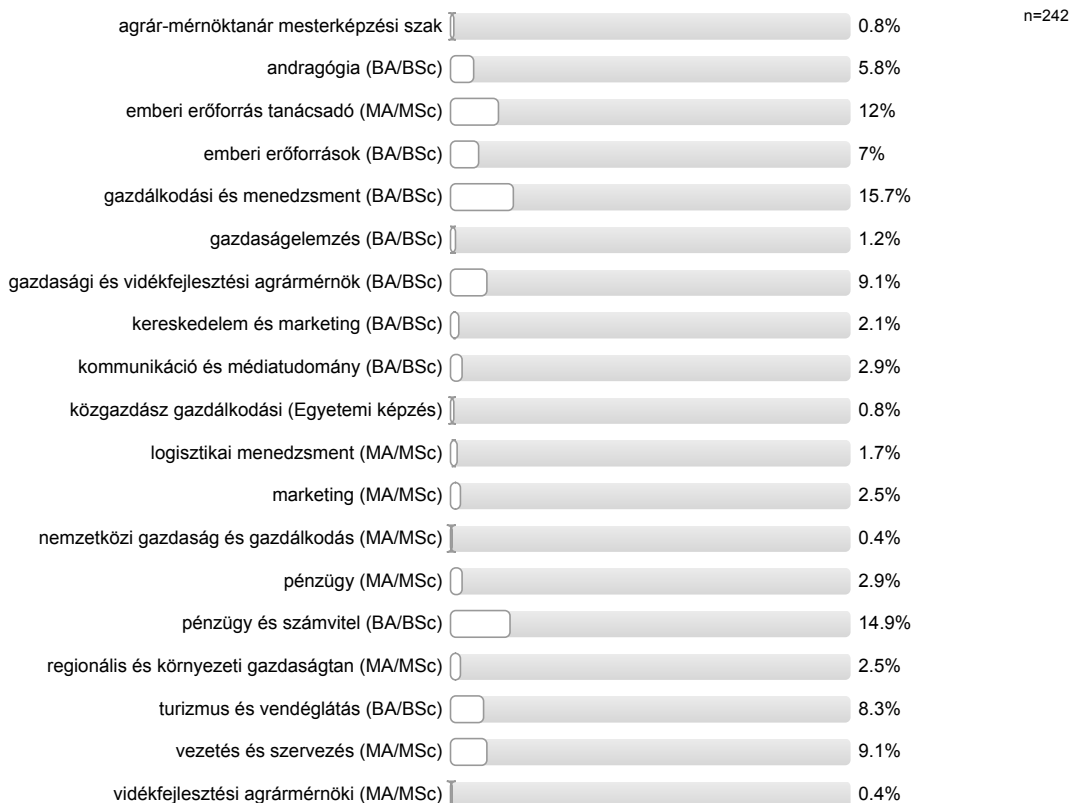 agrár-mérnöktanár mesterképzési szak 0.8% n=242
andragógia (BA/BSc) 5.8%
emberi erőforrás tanácsadó (MA/MSc) 12%
emberi erőforrások (BA/BSc) 7%
gazdálkodási és menedzsment (BA/BSc) 15.7%
gazdaságelemzés (BA/BSc) 1.2%
gazdasági és vidékfejlesztési agrármérnök (BA/BSc) 9.1%
kereskedelem és marketing (BA/BSc) 2.1%
kommunikáció és médiatudomány (BA/BSc) 2.9%
közgazdász gazdálkodási (Egyetemi képzés) 0.8%
logisztikai menedzsment (MA/MSc) 1.7%
marketing (MA/MSc) 2.5%
nemzetközi gazdaság és gazdálkodás (MA/MSc) 0.4%
pénzügy (MA/MSc) 2.9%
pénzügy és számvitel (BA/BSc) 14.9%
regionális és környezeti gazdaságtan (MA/MSc) 2.5%
turizmus és vendéglátás (BA/BSc) 8.3%
vezetés és szervezés (MA/MSc) 9.1%
vidékfejlesztési agrármérnöki (MA/MSc) 0.4%